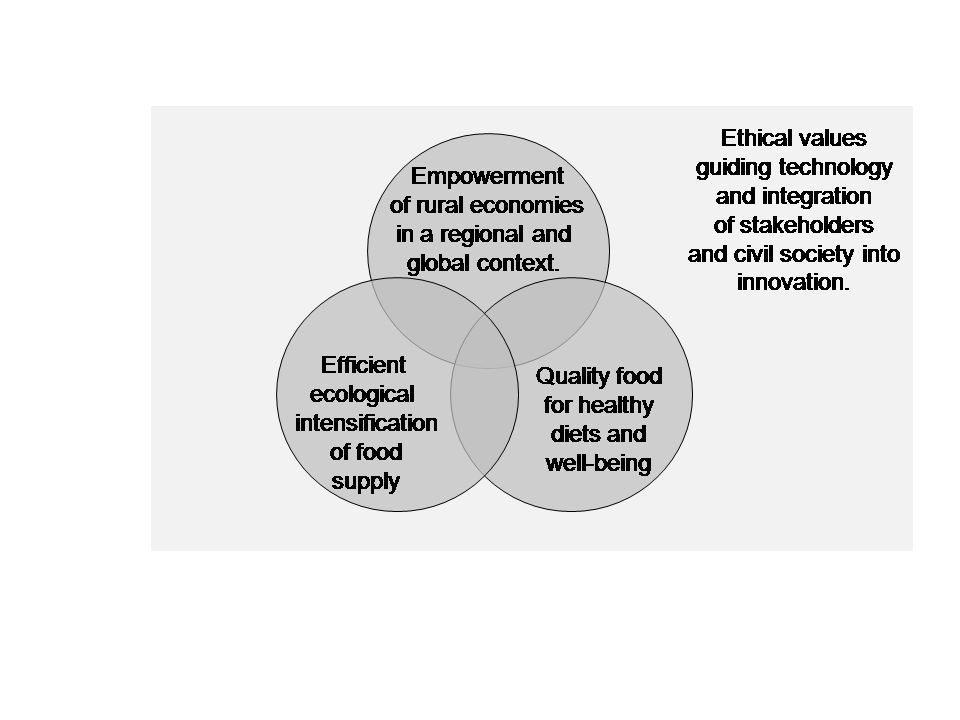 Ethical values
guiding technology
and integration
of stakeholders
and civil society into
innovation.
Empowerment
of rural economies
in a regional and
global context.
Efficient
ecological
intensification
of food
supply
Quality food
for healthy
diets and
well-being